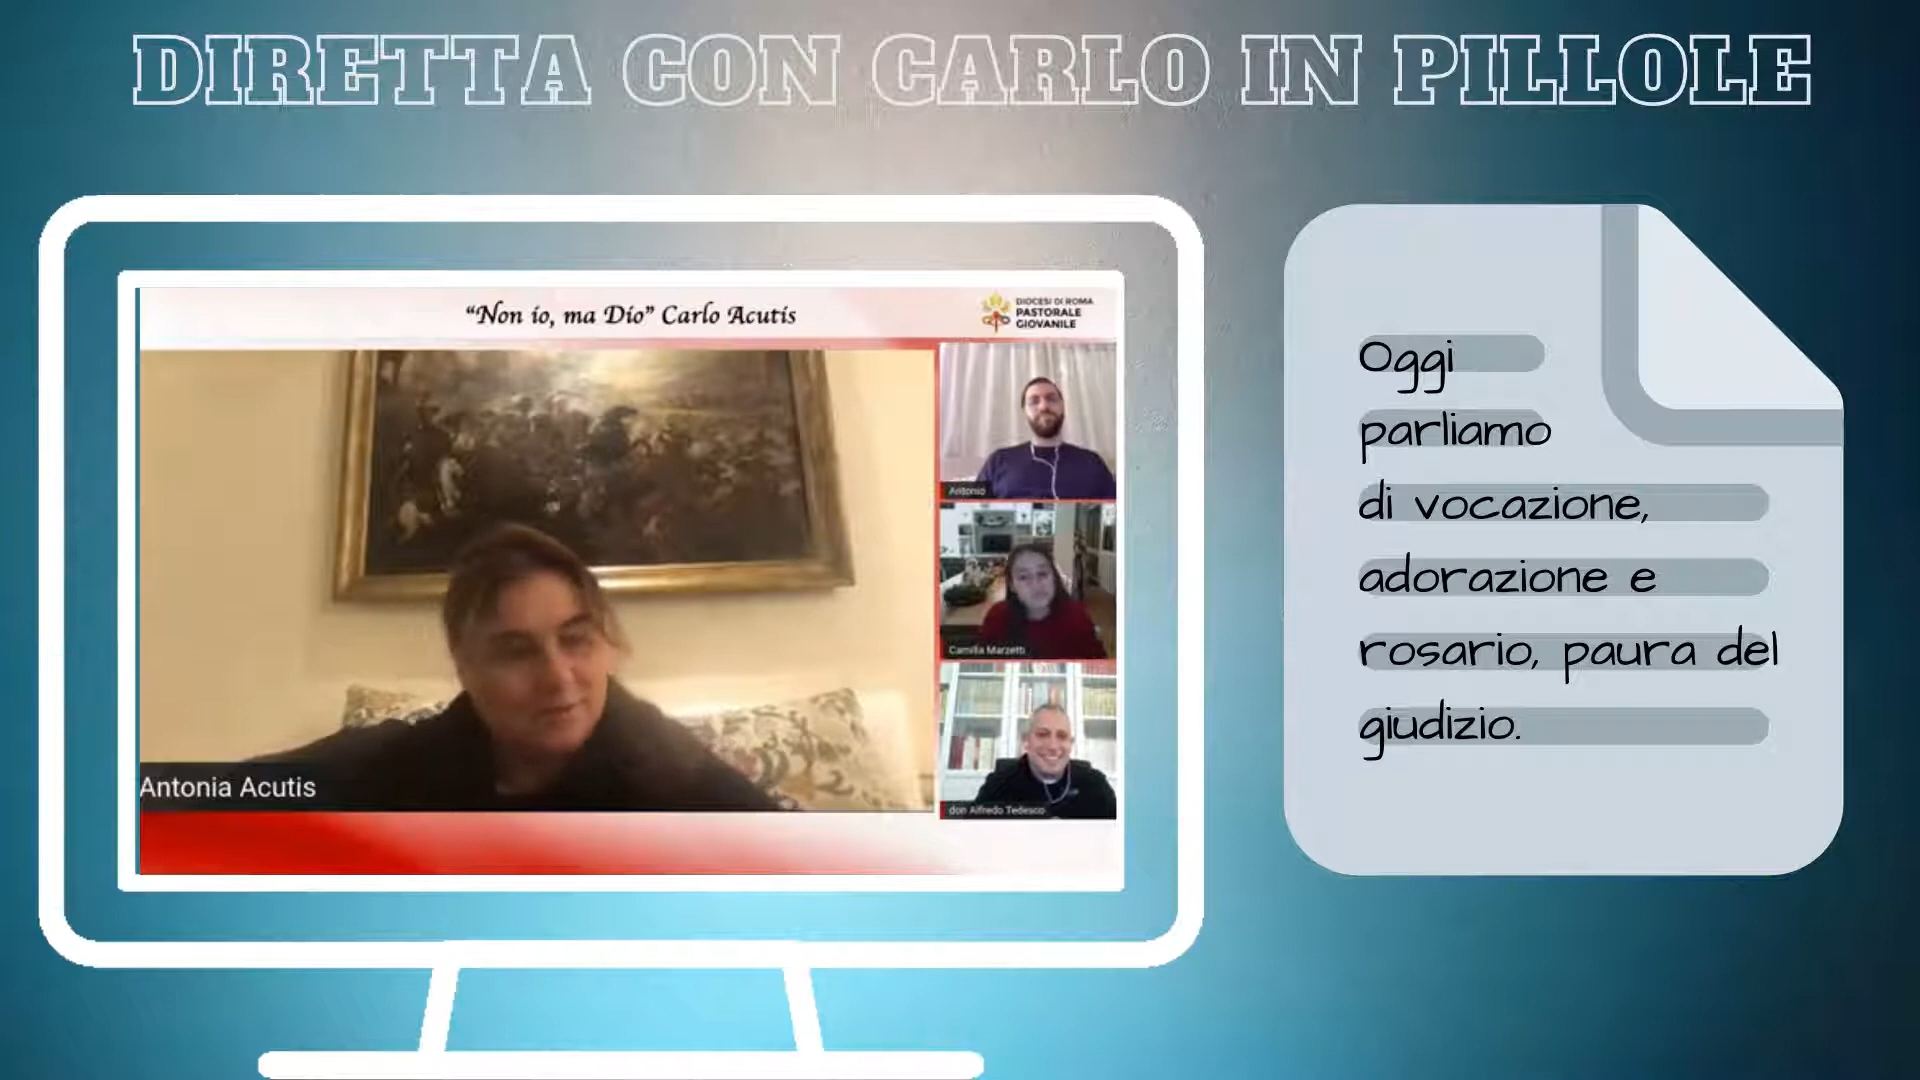 DIRETTA CON CARLO IN PILLOLE
“Non io, ma Dio” Carlo Acutis
DIOCESI DI ROMA
PASTORALE
GIOVANILE
Antonio
Camilla Marzetti
Antonia Acutis
don Alfredo Tedesco
Oggi
parliamo
di vocazione,
adorazione e
rosario, paura del
giudizio.